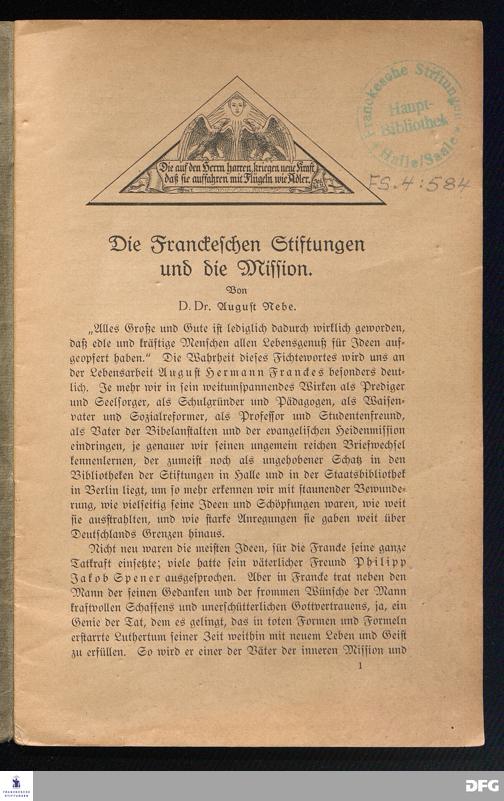 Die auf den Herrn harren, kriegen neue Kraft,
daß sie auffahren mit Flügeln wie Adler.
Franckesche Stiftungen
Haupt-
Bibliothek
Halle/Saale
FS.4:584
Die Franckeschen Stiftungen
und die Mission.
Von
D. Dr. August Nebe.
„Alles Große und Gute ist lediglich dadurch wirklich geworden,
daß edle und kräftige Menschen allen Lebensgenuß für Ideen auf-
geopfert haben.“ Die Wahrheit dieses Fichtewortes wird uns an
der Lebensarbeit August Hermann Franckes besonders deut-
lich. Je mehr wir in sein weitumspannendes Wirken als Prediger
und Seelsorger, als Schulgründer und Pädagogen, als Waisen-
vater und Sozialreformer, als Professor und Studentenfreund,
als Vater der Bibelanstalten und der evangelischen Heidenmission
eindringen, je genauer wir seinen ungemein reichen Briefwechsel
kennenlernen, der zumeist noch als ungehobener Schatz in den
Bibliotheken der Stiftungen in Halle und in der Staatsbibliothek
in Berlin liegt, um so mehr erkennen wir mit staunender Bewunde-
rung, wie vielseitig seine Ideen und Schöpfungen waren, wie weit
sie ausstrahlten, und wie starke Anregungen sie gaben weit über
Deutschlands Grenzen hinaus.
Nicht neu waren die meisten Ideen, für die Francke seine ganze
Tatkraft einsetzte; viele hatte sein väterlicher Freund Philipp
Jakob Spener ausgesprochen. Aber in Francke trat neben den
Mann der feinen Gedanken und der frommen Wünsche der Mann
kraftvollen Schaffens und unerschütterlichen Gottvertrauens, ja, ein
Genie der Tat, dem es gelingt, das in toten Formen und Formeln
erstarrte Luthertum seiner Zeit weithin mit neuem Leben und Geist
zu erfüllen. So wird er einer der Väter der inneren Mission und
1
FRANCKESCHE
STIFTUNGEN
DFG